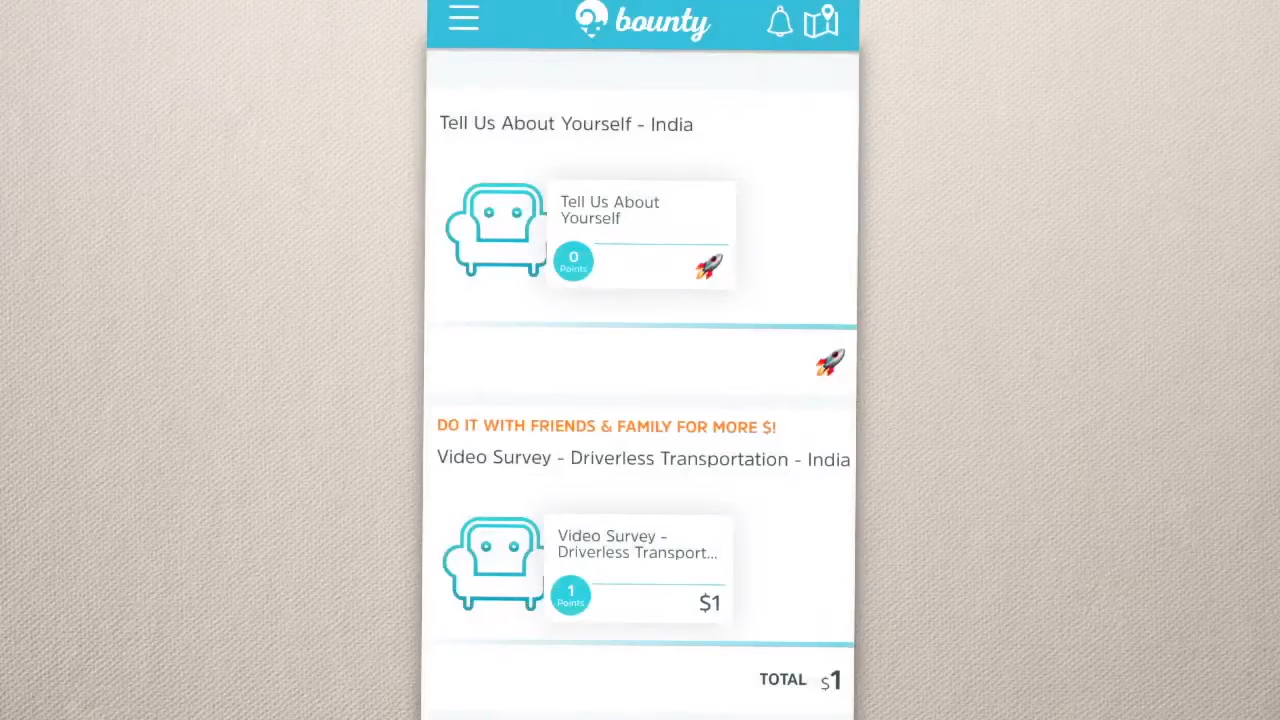 bounty
Tell Us About Yourself - India
Tell Us About
Yourself
0
Points
DO IT WITH FRIENDS & FAMILY FOR MORE $!
Video Survey - Driverless Transportation - India
Video Survey -
Driverless Transport...
1
Points
$1
TOTAL $1